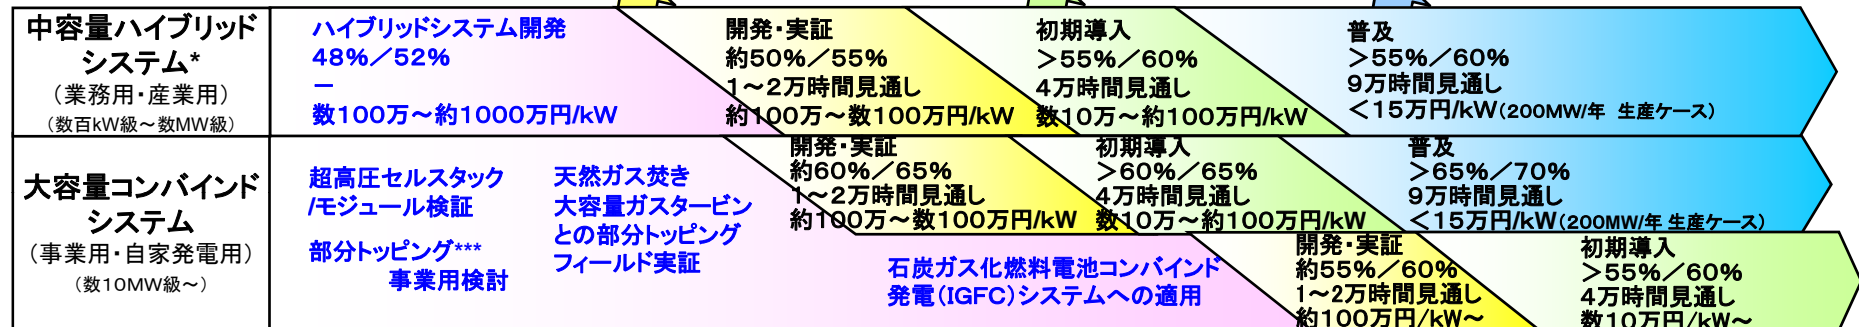 中容量ハイブリッド
システム*
（業務用・産業用）
（数百kW級～数MW級）
ハイブリッドシステム開発
48%／52%
－
数100万～約1000万円/kW
開発・実証
約50%／55%
1～2万時間見通し
約100万～数100万円/kW
初期導入
＞55%／60%
4万時間見通し
数10万～約100万円/kW
普及
＞55%／60%
9万時間見通し
＜15万円/kW（200MW/年 生産ケース）
大容量コンバインド
システム
（事業用・自家発電用）
（数10MW級～）
超高圧セルスタック
/モジュール検証
部分トッピング***
事業用検討
天然ガス焚き
大容量ガスタービン
との部分トッピング
フィールド実証
開発・実証
約60%／65%
1～2万時間見通し
約100万～数100万円/kW
初期導入
＞60%／65%
4万時間見通し
数10万～約100万円/kW
普及
＞65%／70%
9万時間見通し
＜15万円/kW（200MW/年 生産ケース）
石炭ガス化燃料電池コンバインド
発電（IGFC）システムへの適用
開発・実証
約55%／60%
1～2万時間見通し
約100万円/kW～
初期導入
＞55%／60%
4万時間見通し
数10万円/kW～